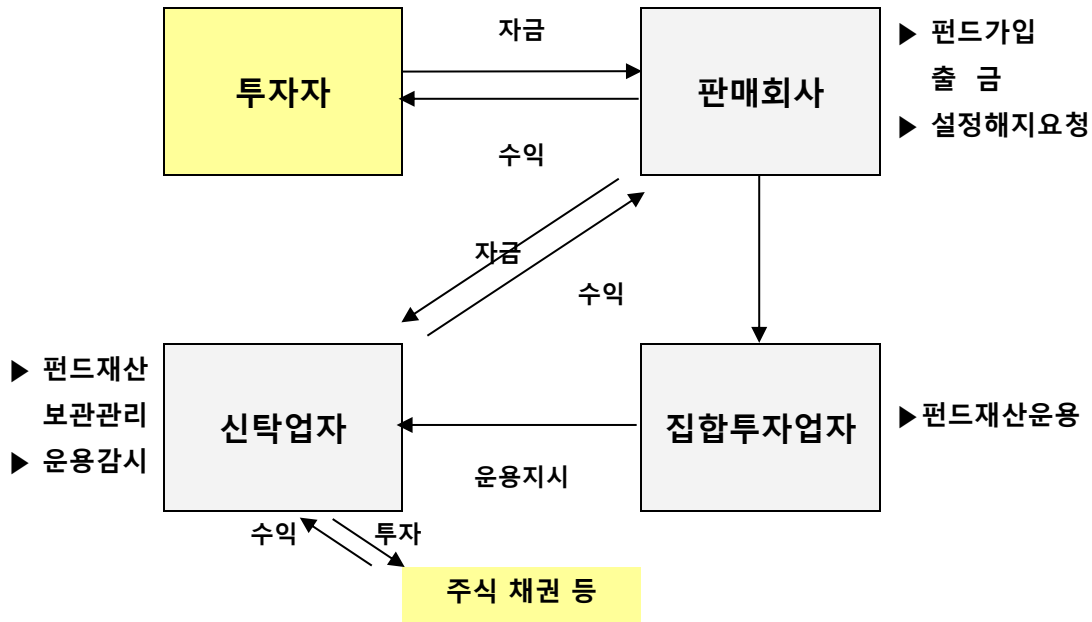 자금
투자자
판매회사
▶ 펀드가입
출 금
▶ 설정해지요청
수익
자금
수익
▶ 펀드재산
보관관리
▶ 운용감시
신탁업자
집합투자업자
▶펀드재산운용
운용지시
수익
투자
주식 채권 등